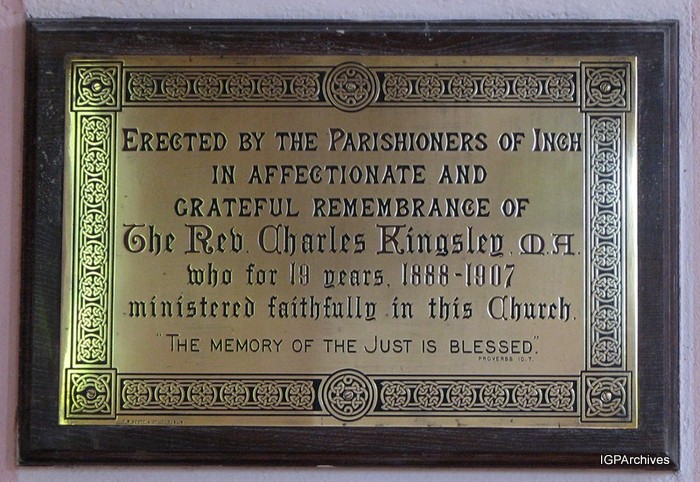 ERECTED BY THE PARISHIONERS OF INCH
IN AFFECTIONATE AND
GRATEFUL REMEMBRANCE OF
The Rev. Charles Kingsley, M.A.
who for 19 years, 1888-1907
ministered faithfully in this Church.
"THE MEMORY OF THE JUST IS BLESSED."
PROVERBS 10.7.
IGPArchives